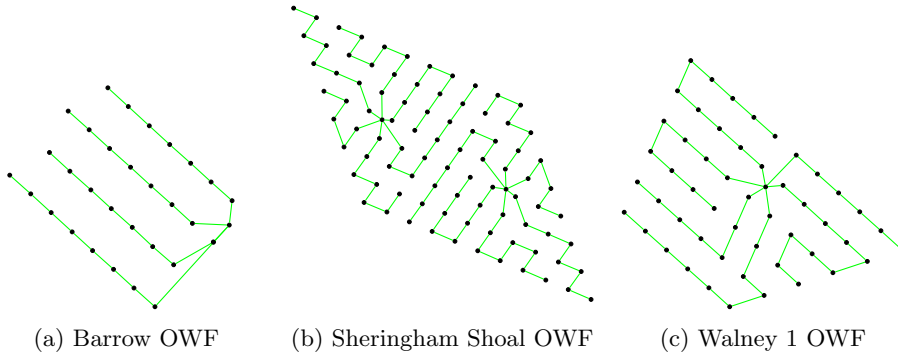 (a) Barrow OWF
(b) Sheringham Shoal OWF
(c) Walney 1 OWF